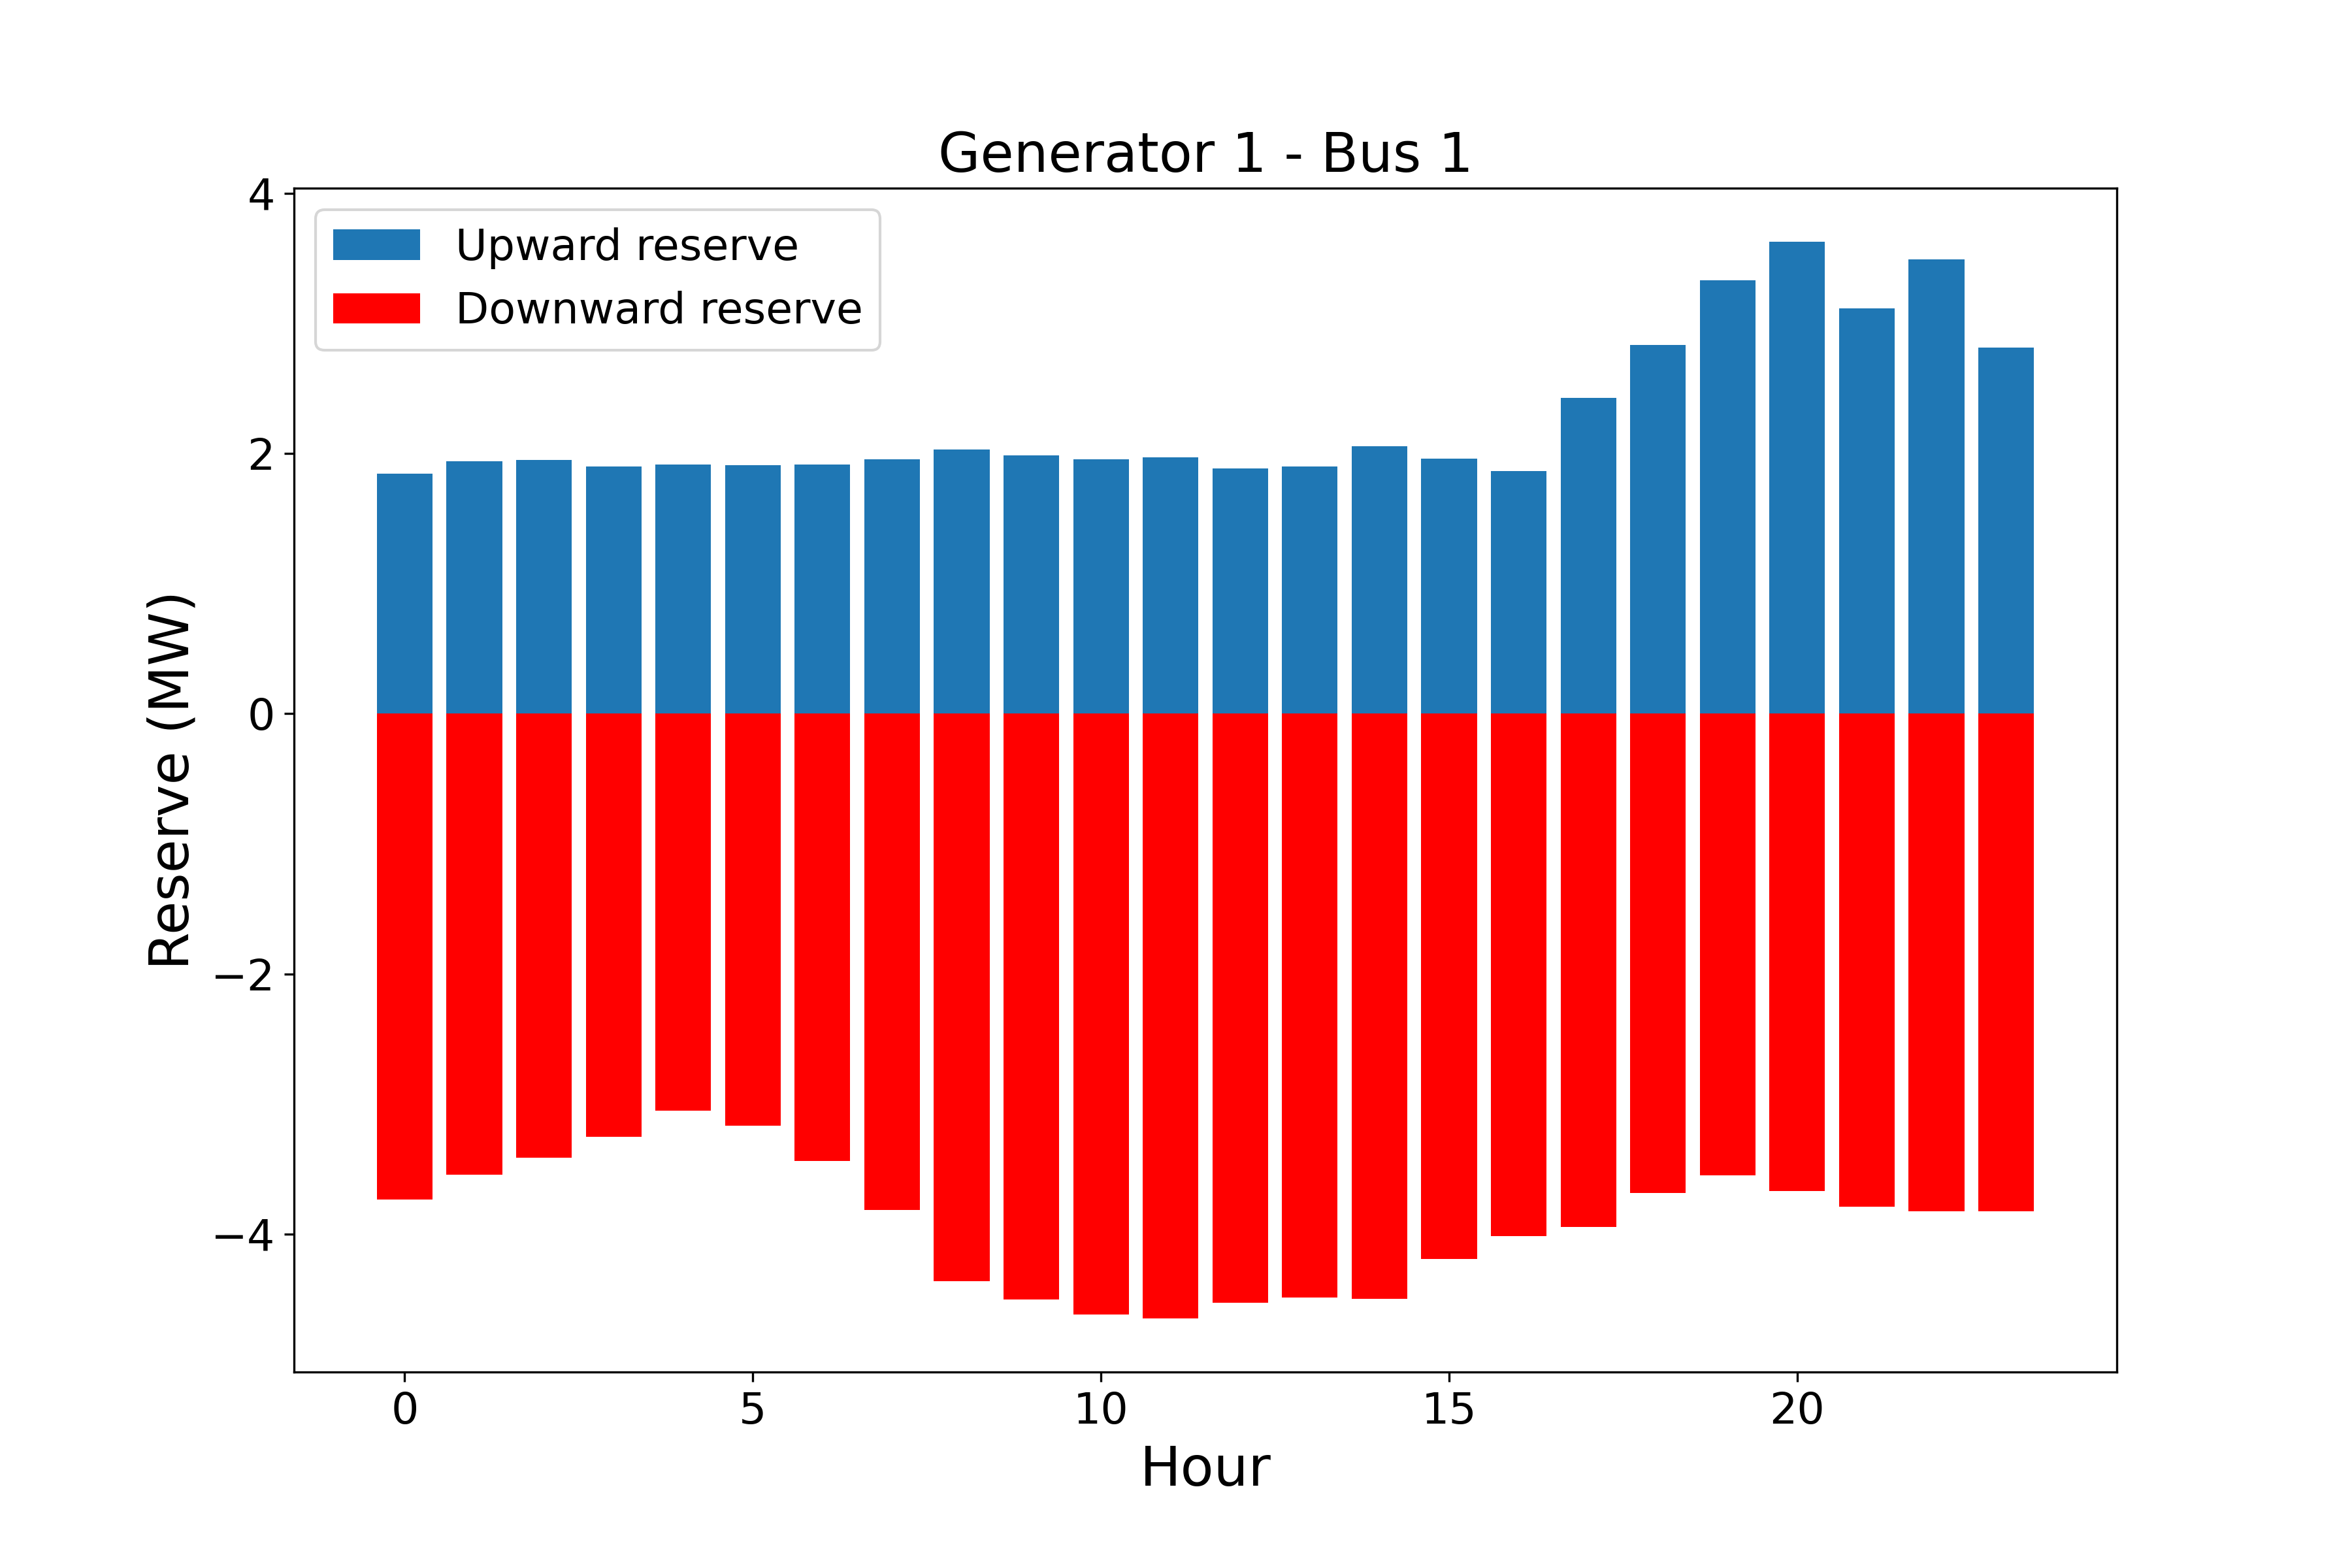 Generator 1 - Bus 1
Upward reserve
Downward reserve
4
2
0
−2
−4
Reserve (MW)
0 5 10 15 20
Hour